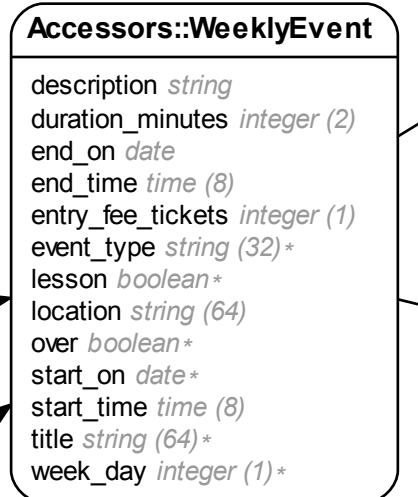 Accessors::WeeklyEvent
description string
duration_minutes integer (2)
end_on date
end_time time (8)
entry_fee_tickets integer (1)
event_type string (32)*
lesson boolean*
location string (64)
over boolean*
start_on date*
start_time time (8)
title string (64)*
week_day integer (1)*